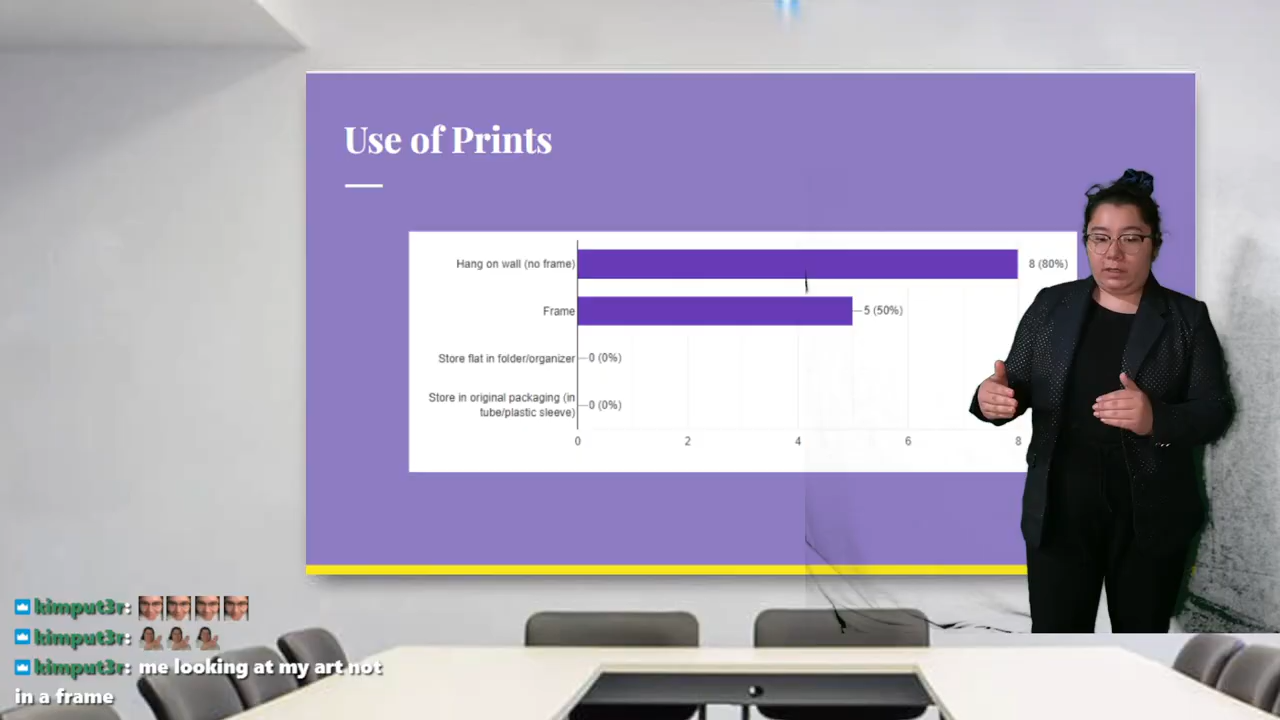 Use of Prints
Hang on wall (no frame)
8 (80%)
Frame
5 (50%)
Store flat in folder/organizer
0 (0%)
Store in original packaging (in
tube/plastic sleeve)
0 (0%)
0 2 4 6 8
kimput3r:
kimput3r:
kimput3r: me looking at my art not
in a frame